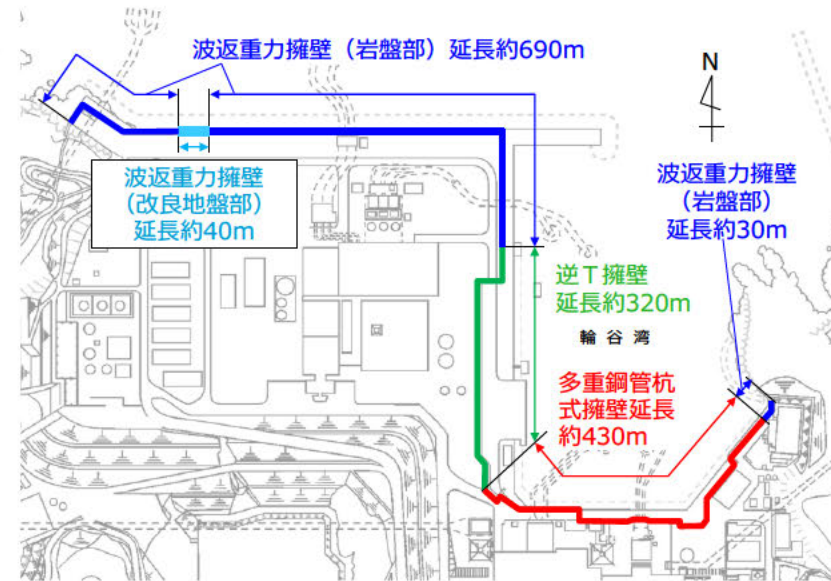 波返重力擁壁（岩盤部）延長約690m
N
波返重力擁壁
（改良地盤部）
延長約40m
波返重力擁壁
（岩盤部）
延長約30m
逆Ｔ擁壁
延長約320m
輪谷湾
多重鋼管杭
式擁壁延長
約430m